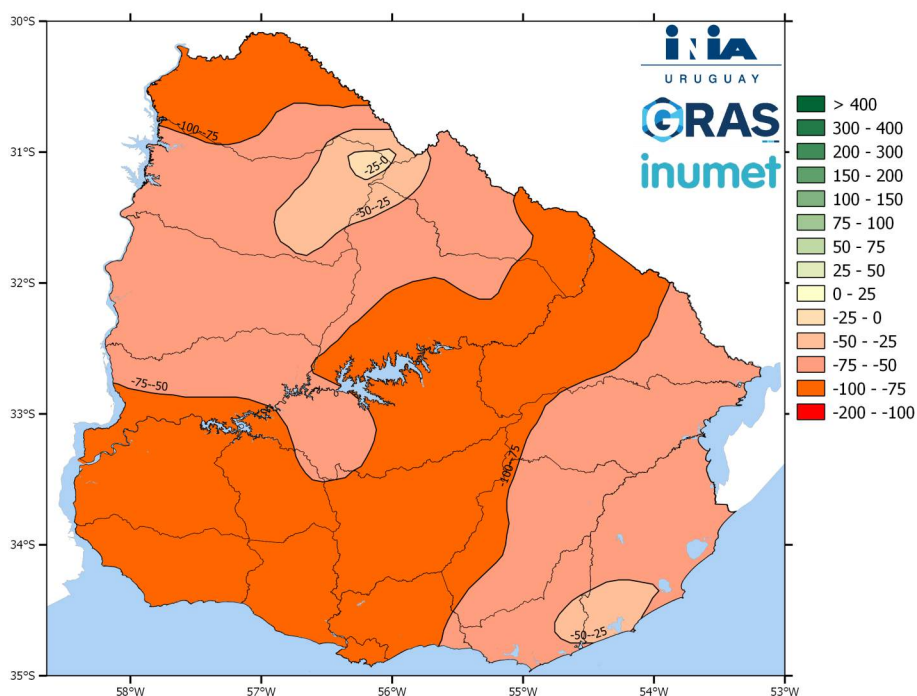 30°S
31°S
32°S
33°S
34°S
35°S
58°W
57°W
56°W
55°W
54°W
53°W
-100--75
-25-0
-50--25
-75--50
-100--75
-50--25
iNiA
URUGUAY
GRAS
inumet
> 400
300 - 400
200 - 300
150 - 200
100 - 150
75 - 100
50 - 75
25 - 50
0 - 25
-25 - 0
-50 - -25
-75 - -50
-100 - -75
-200 - -100